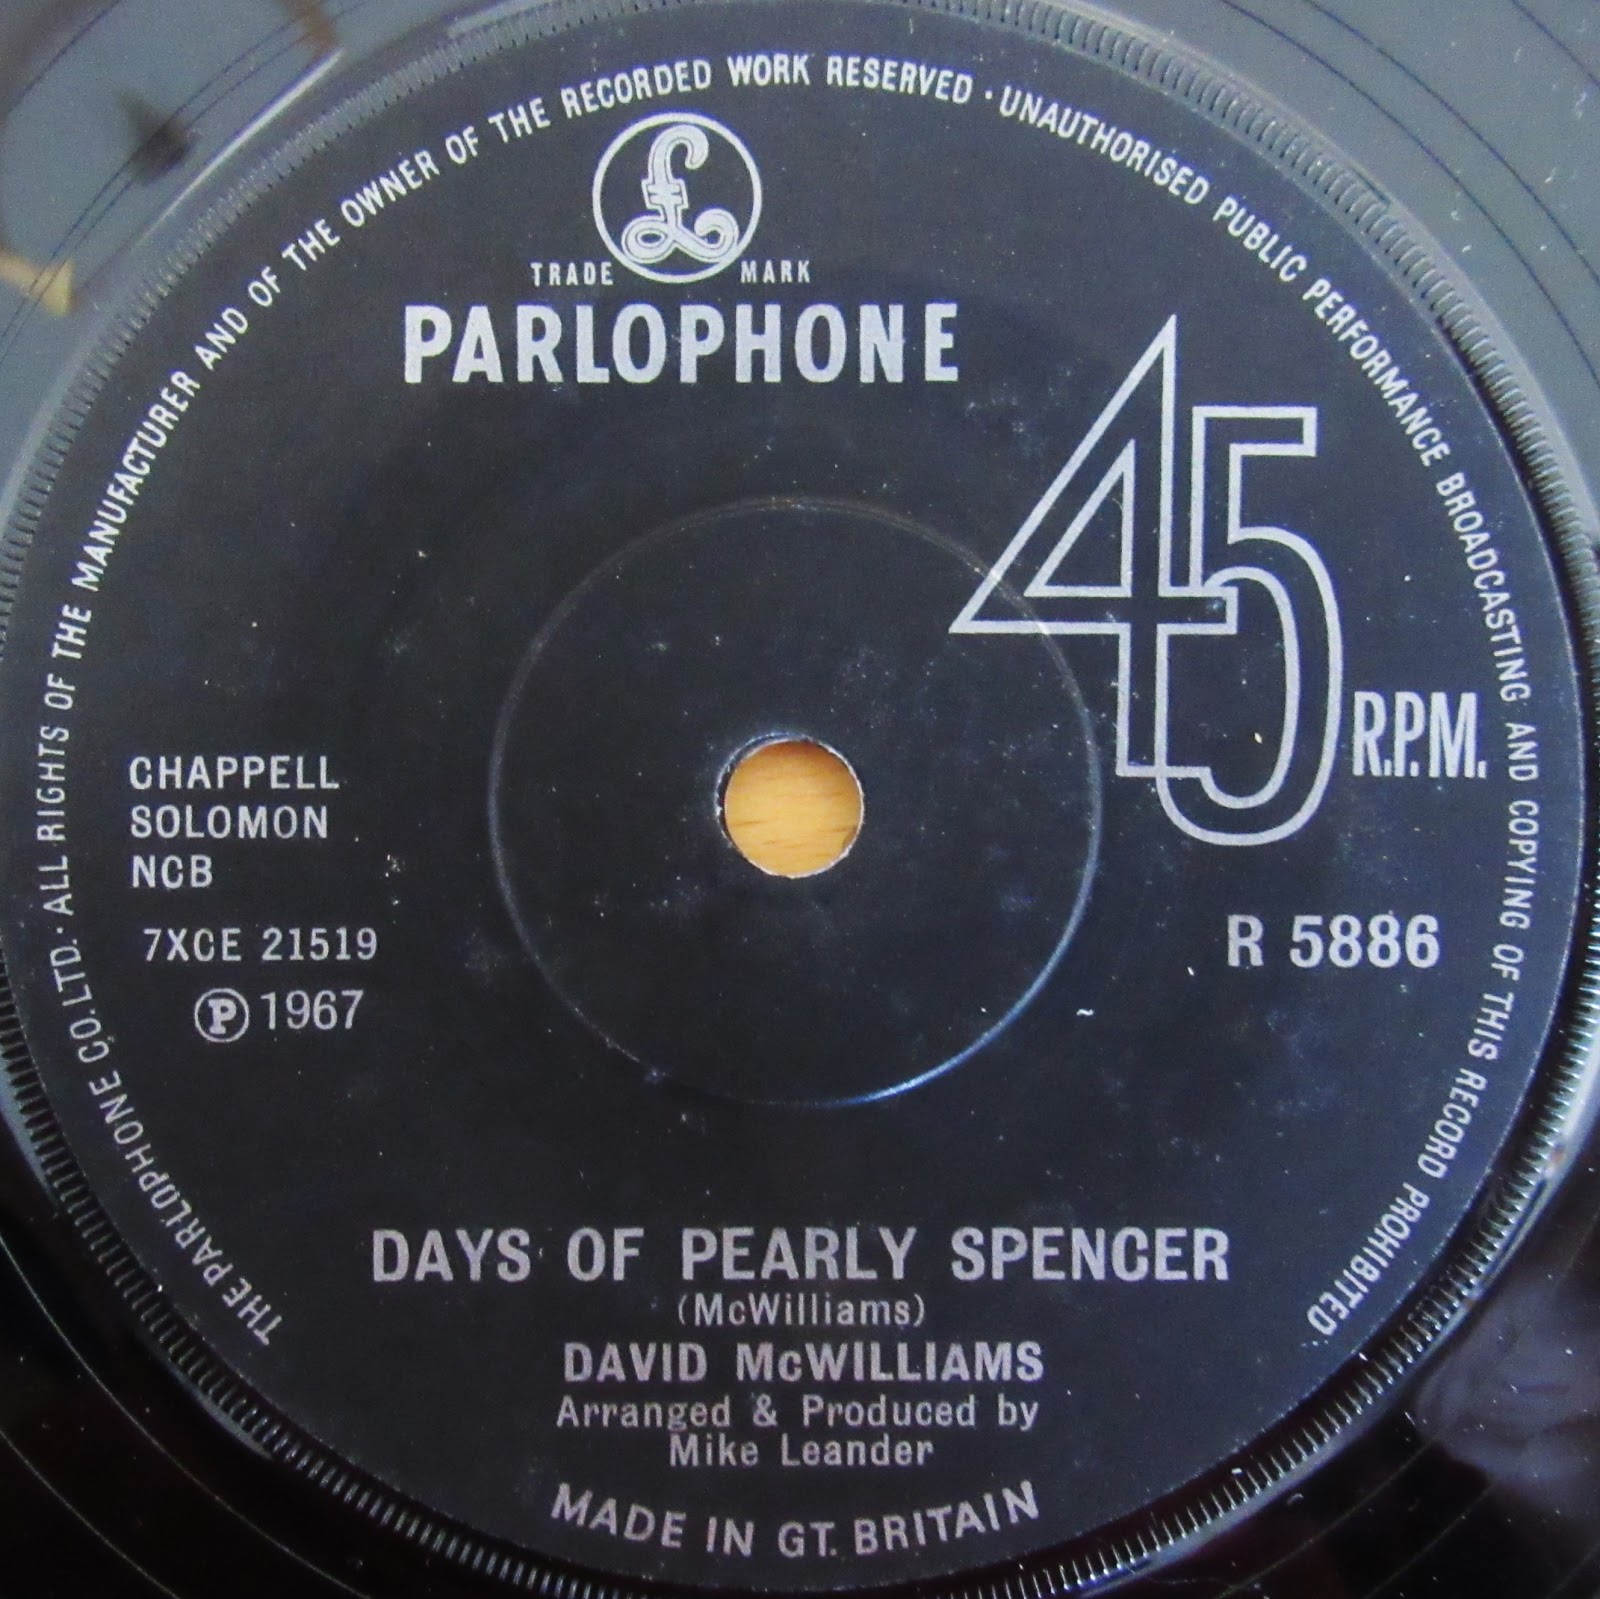 THE PARLOPHONE CO. LTD. · ALL RIGHTS OF THE MANUFACTURER AND OF THE OWNER OF THE RECORDED WORK RESERVED · UNAUTHORISED PUBLIC PERFORMANCE BROADCASTING AND COPYING OF THIS RECORD PROHIBITED
£
TRADE MARK
PARLOPHONE
45 R.P.M.
CHAPPELL
SOLOMON
NCB
7XCE 21519
℗ 1967
R 5886
DAYS OF PEARLY SPENCER
(McWilliams)
DAVID McWILLIAMS
Arranged & Produced by
Mike Leander
MADE IN GT. BRITAIN